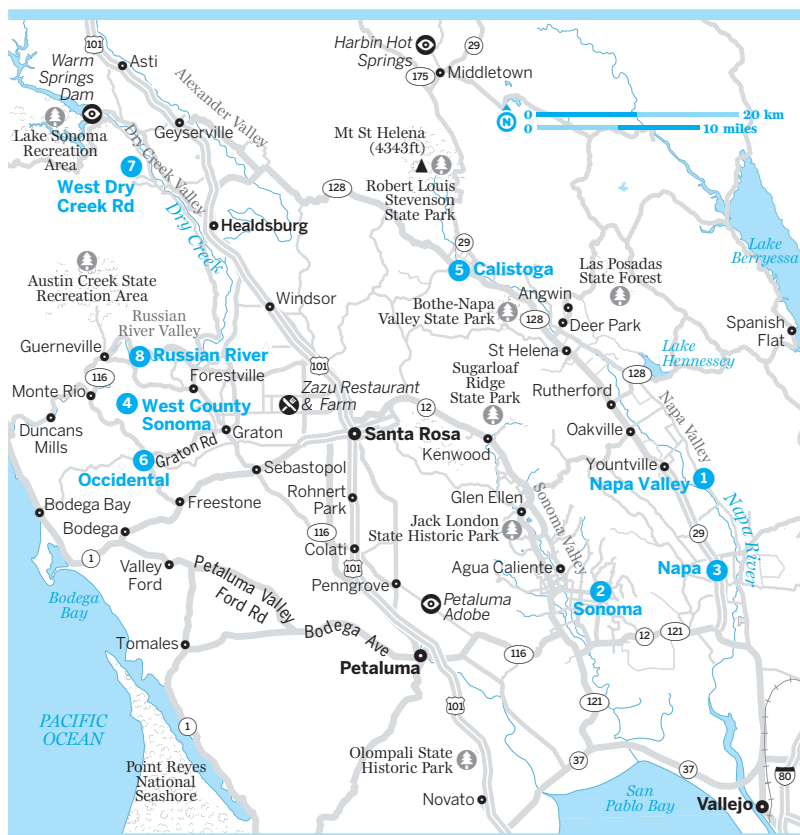 101
Warm
Springs
Dam
Asti
Alexander Valley
Harbin Hot
Springs
29
175
Middletown
N
0 20 km
0 10 miles
Lake Sonoma
Recreation
Area
Geyserville
Mt St Helena
(4343ft)
7
West Dry
Creek Rd
Dry Creek Valley
Dry Creek
128
Robert Louis
Stevenson
State Park
Healdsburg
29
Lake
Berryessa
5 Calistoga
Austin Creek State
Recreation Area
Las Posadas
State Forest
Windsor
Bothe-Napa
Valley State Park
Angwin
128
Deer Park
Spanish
Flat
Russian
River Valley
Guerneville
8 Russian River
St Helena
Lake
Hennessey
101
116
Forestville
Sugarloaf
Ridge
State Park
128
Monte Rio
Zazu Restaurant
& Farm
4 West County
Sonoma
12
Rutherford
Napa Valley
Duncans
Mills
Graton
Santa Rosa
Oakville
Kenwood
6
Occidental
Graton Rd
Sebastopol
Yountville
Napa Valley 1
Rohnert
Park
Glen Ellen
Sonoma Valley
Napa River
Bodega Bay
Freestone
Bodega
116
Jack London
State Historic Park
29
1
Colati
101
Valley
Ford
Petaluma Valley
Ford Rd
Penngrove
Agua Caliente
Napa 3
Bodega
Bay
Petaluma
Adobe
2
Sonoma
Bodega Ave
Tomales
12
121
116
Petaluma
101
121
PACIFIC
OCEAN
1
Point Reyes
National
Seashore
Olompali State
Historic Park
37
37
80
San
Pablo Bay
Novato
Vallejo